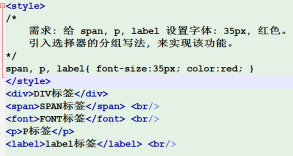 <style>
/*
需求: 给 span, p, label 设置字体: 35px, 红色。
引入选择器的分组写法, 来实现该功能。
*/
span, p, label{ font-size:35px; color:red; }
</style>
<div>DIV标签</div>
<span>SPAN标签</span> <br/>
<font>FONT标签</font> <br/>
<p>P标签</p>
<label>label标签</label> <br/>